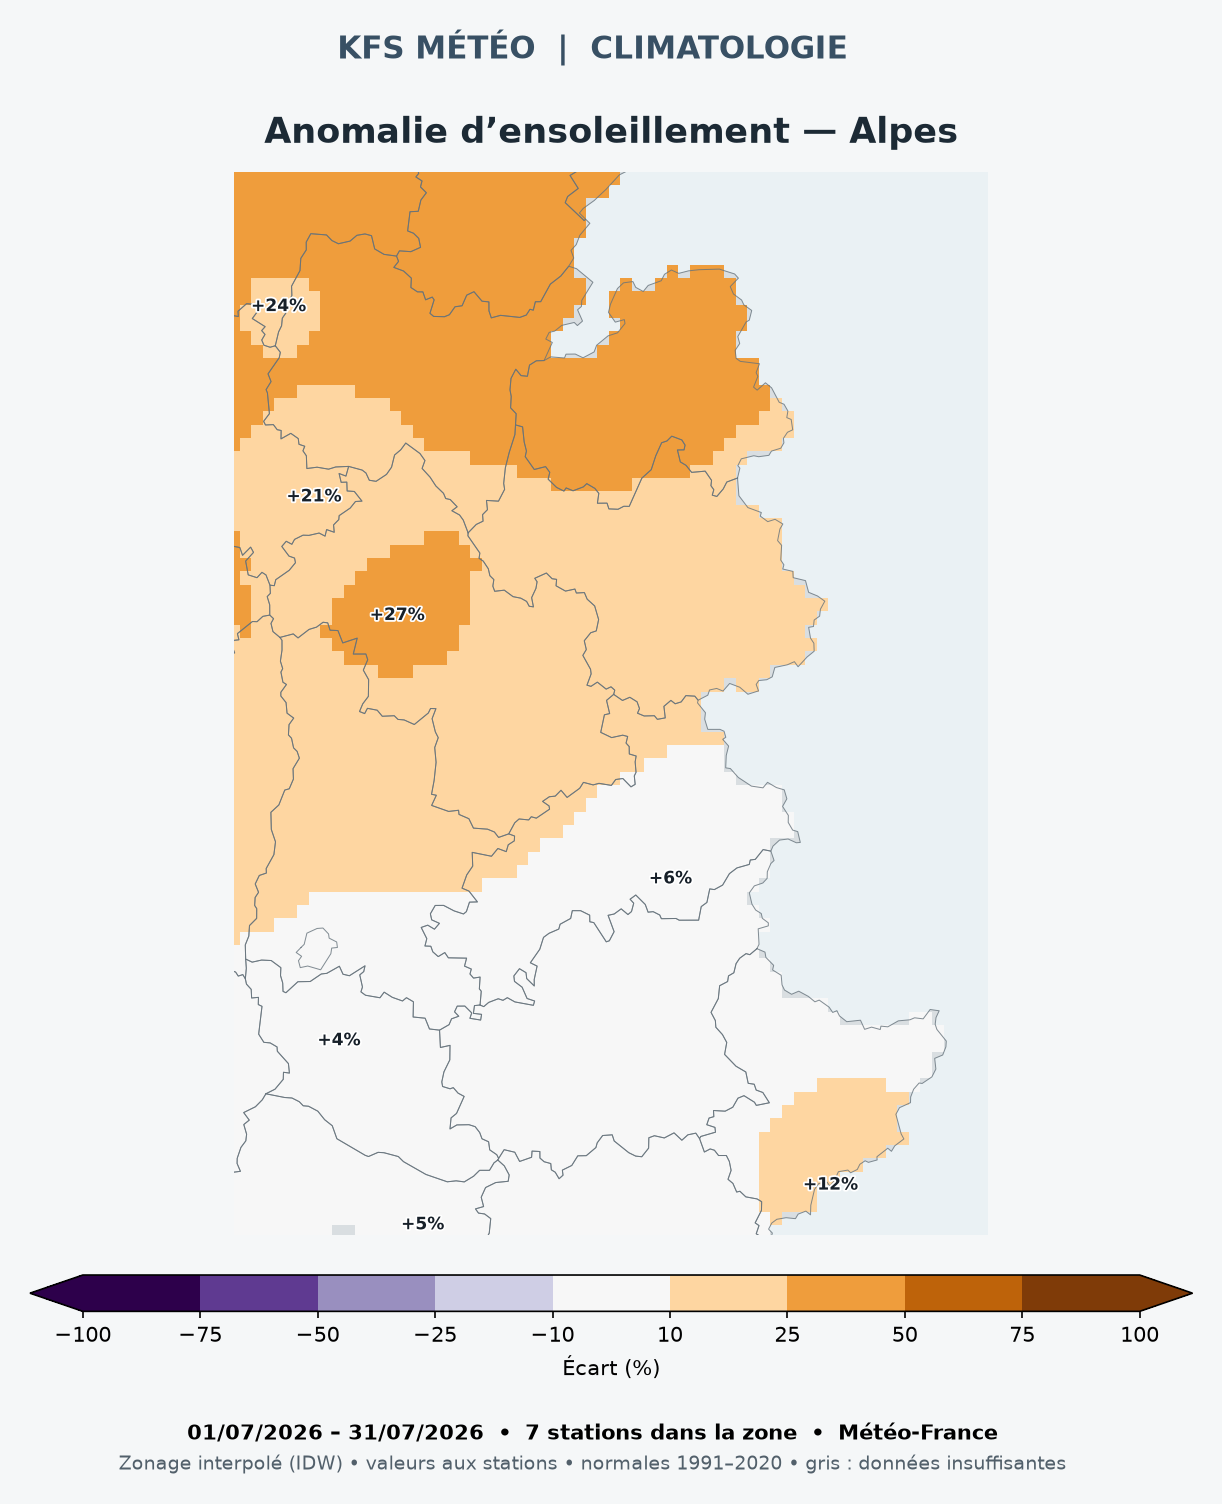 KFS MÉTÉO | CLIMATOLOGIE
Anomalie d’ensoleillement — Alpes
+24%
+21%
+27%
+6%
+4%
+12%
+5%
−100 −75 −50 −25 −10 10 25 50 75 100
Écart (%)
01/07/2026 – 31/07/2026 • 7 stations dans la zone • Météo-France
Zonage interpolé (IDW) • valeurs aux stations • normales 1991–2020 • gris : données insuffisantes